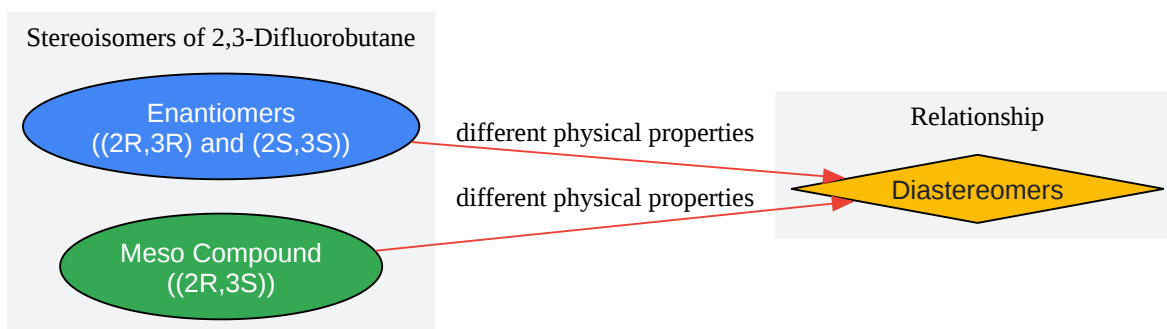 Stereoisomers of 2,3-Difluorobutane
Enantiomers
((2R,3R) and (2S,3S))
Meso Compound
((2R,3S))
different physical properties
different physical properties
Relationship
Diastereomers